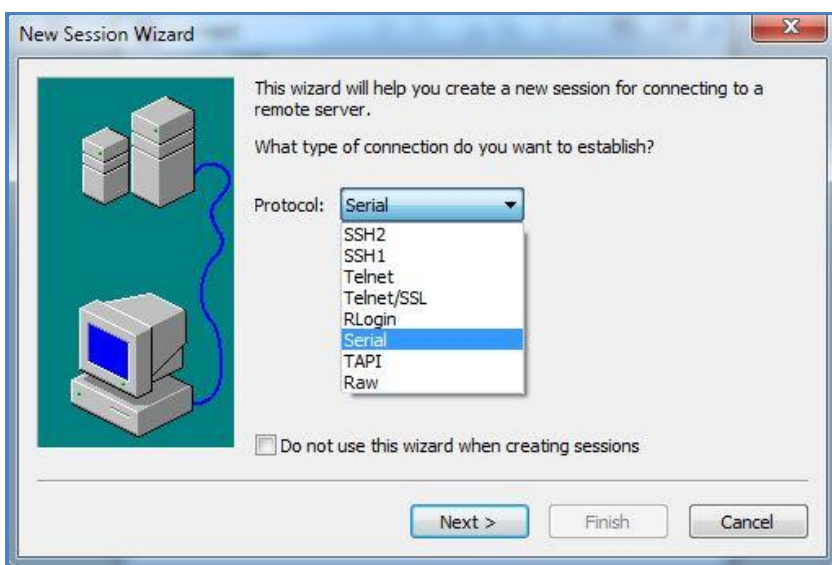 New Session Wizard
This wizard will help you create a new session for connecting to a
remote server.
What type of connection do you want to establish?
Protocol: Serial
SSH2
SSH1
Telnet
Telnet/SSL
RLogin
Serial
TAPI
Raw
Do not use this wizard when creating sessions
Next > Finish Cancel